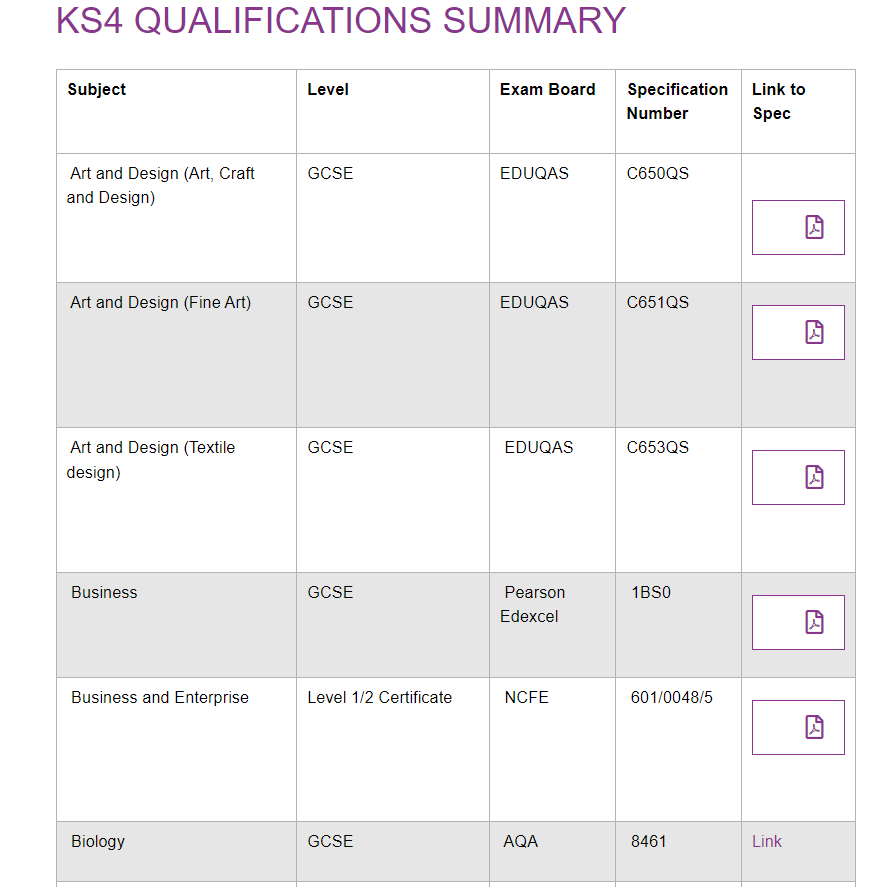 KS4 QUALIFICATIONS SUMMARY
Subject Level Exam Board Specification Link to
Number Spec
Art and Design (Art, Craft GCSE EDUQAS C650QS
and Design)
Art and Design (Fine Art) GCSE EDUQAS C651QS
Art and Design (Textile GCSE EDUQAS C653QS
design)
Business GCSE Pearson 1BS0
Edexcel
Business and Enterprise Level 1/2 Certificate NCFE 601/0048/5
Biology GCSE AQA 8461 Link